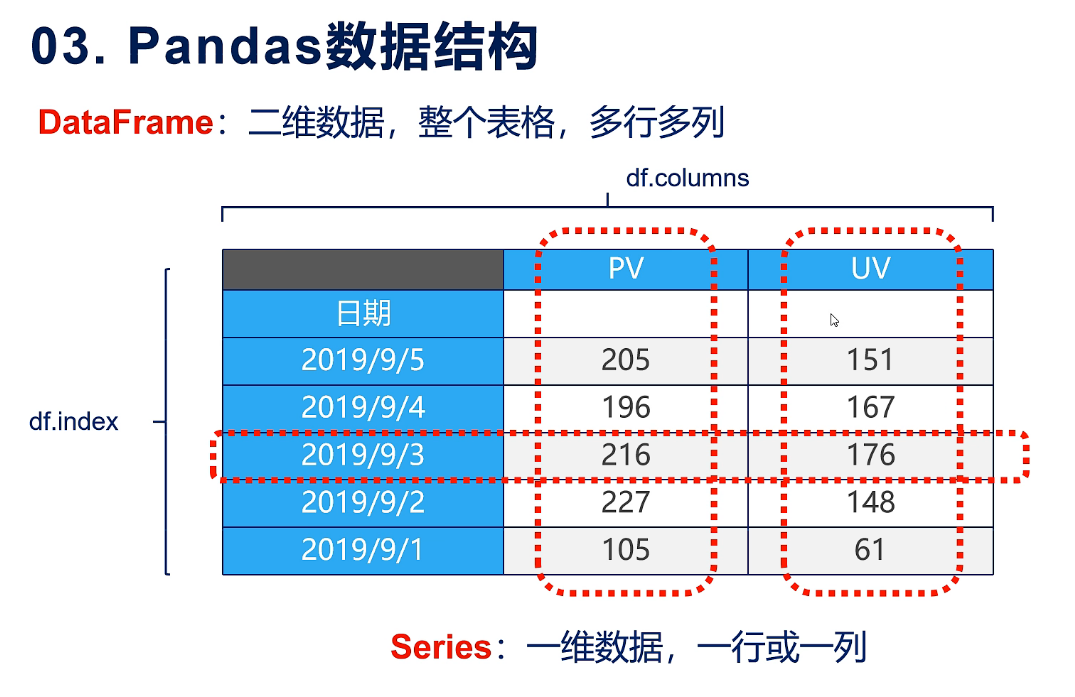 03. Pandas数据结构
DataFrame：二维数据，整个表格，多行多列
df.columns
PV UV
日期
2019/9/5 205 151
2019/9/4 196 167
df.index
2019/9/3 216 176
2019/9/2 227 148
2019/9/1 105 61
Series：一维数据，一行或一列